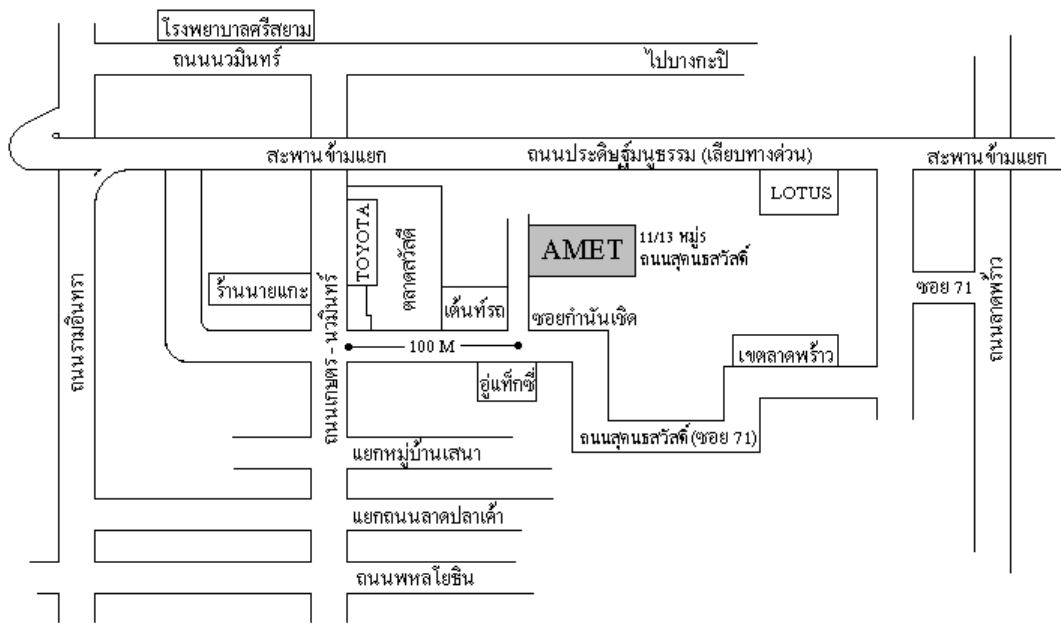 โรงพยาบาลศรีสยาม
ถนนนวมินทร์
ไปบางกะปิ
สะพานข้ามแยก
ถนนประดิษฐ์มนูธรรม (เลียบทางด่วน)
สะพานข้ามแยก
LOTUS
TOYOTA
ตลาดสวัสดี
AMET
11/13 หมู่5
ถนนสุคนธสวัสดิ์
ร้านนายแกะ
เต้นท์รถ
ซอยกำนันเชิด
ซอย 71
ถนนรามอินทรา
ถนนเกษตร - นวมินทร์
ถนนลาดพร้าว
100 M
เขตลาดพร้าว
อู่แท็กซี่
ถนนสุคนธสวัสดิ์ (ซอย 71)
แยกหมู่บ้านเสนา
แยกถนนลาดปลาเค้า
ถนนพหลโยธิน